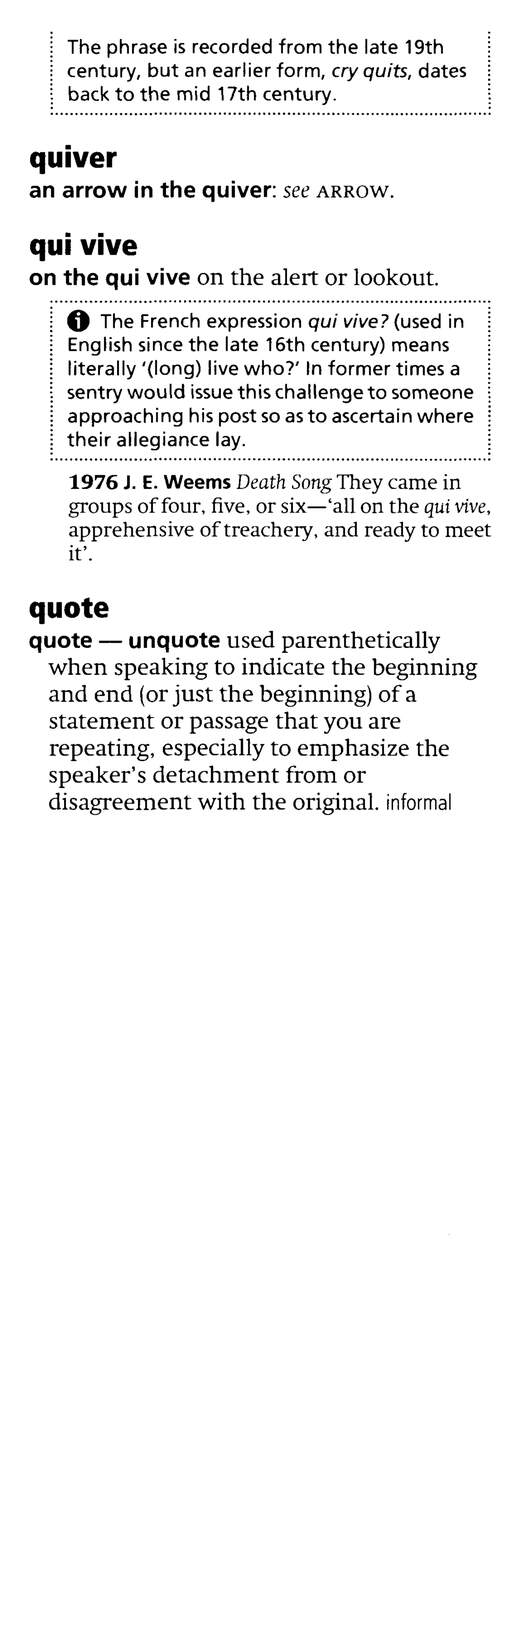 The phrase is recorded from the late 19th
century, but an earlier form, cry quits, dates
back to the mid 17th century.
quiver
an arrow in the quiver: see ARROW.
qui vive
on the qui vive on the alert or lookout.
The French expression qui vive? (used in
English since the late 16th century) means
literally ‘(long) live who?’ In former times a
sentry would issue this challenge to someone
approaching his post so as to ascertain where
their allegiance lay.
1976 J. E. Weems Death Song They came in
groups of four, five, or six—‘all on the qui vive,
apprehensive of treachery, and ready to meet
it’.
quote
quote — unquote used parenthetically
when speaking to indicate the beginning
and end (or just the beginning) of a
statement or passage that you are
repeating, especially to emphasize the
speaker’s detachment from or
disagreement with the original. informal